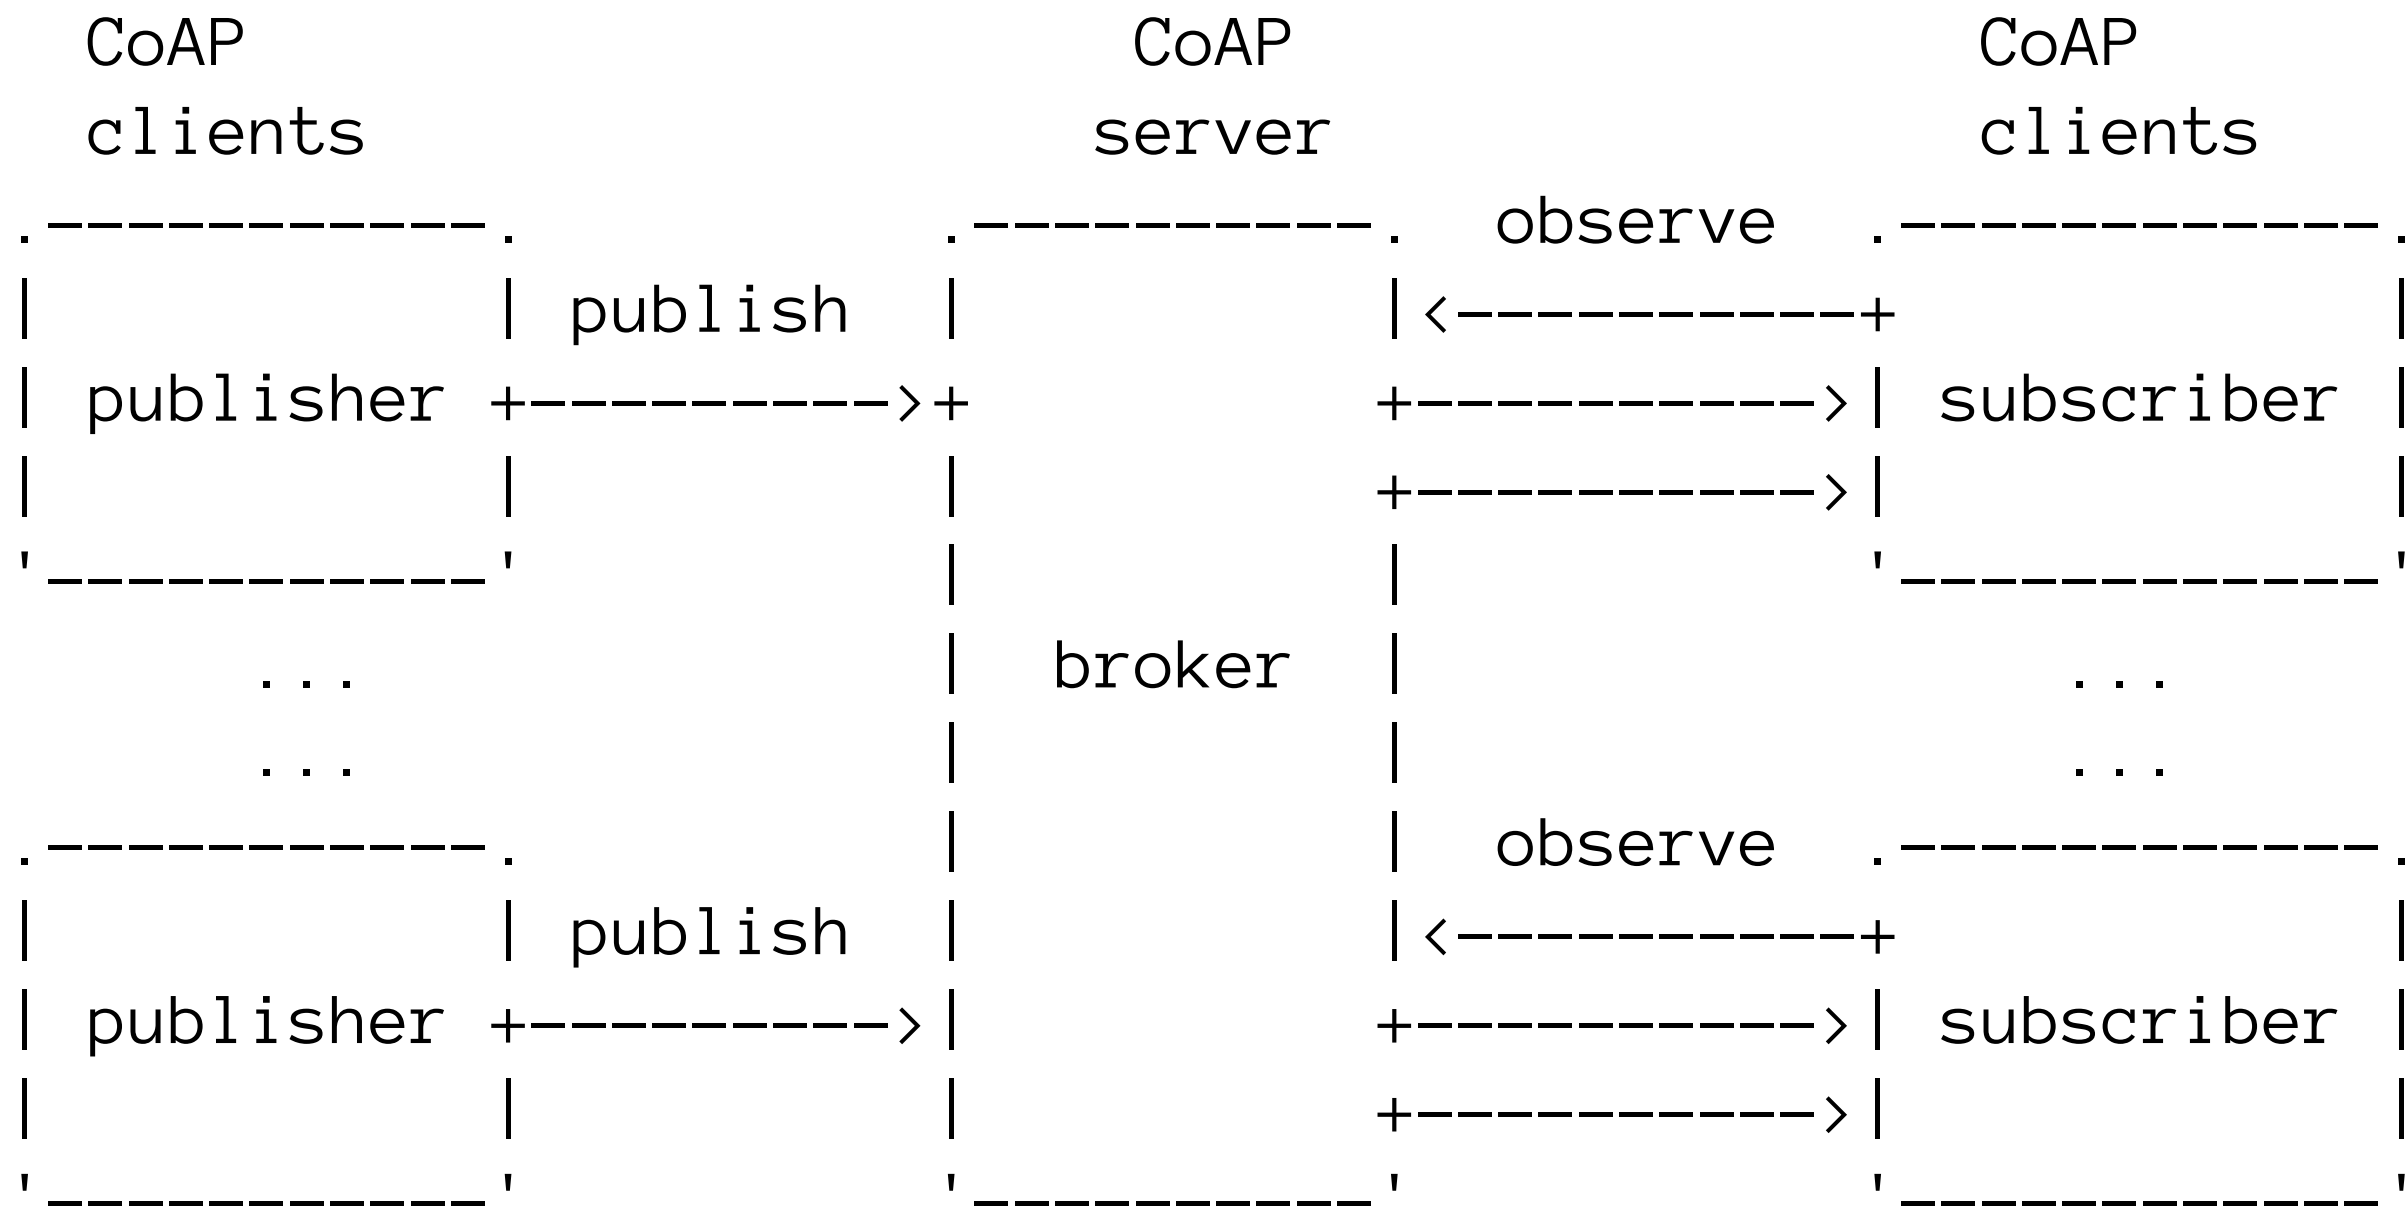 CoAP                      CoAP                 CoAP
  clients                  server                clients
.-----------.          .----------.  observe  .------------.
|           | publish  |          |<----------+            |
| publisher +--------->+          +---------->| subscriber |
|           |          |          +---------->|            |
'-----------'          |          |           '------------'
      ...              |  broker  |                ...
      ...              |          |                ...
.-----------.          |          |  observe  .------------.
|           | publish  |          |<----------+            |
| publisher +--------->|          +---------->| subscriber |
|           |          |          +---------->|            |
'-----------'          '----------'           '------------'